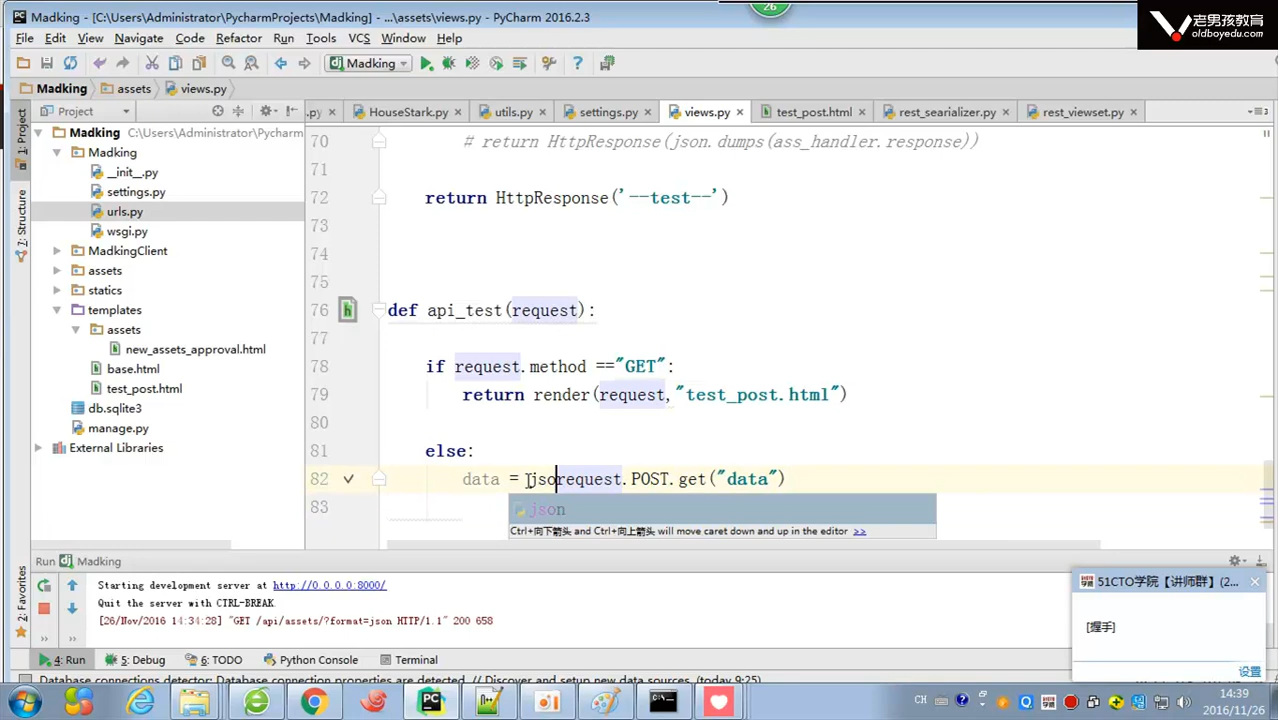 Madking - [C:\Users\Administrator\PycharmProjects\Madking] - ...\assets\views.py - PyCharm 2016.2.3
26
老男孩教育
oldboyedu.com
File Edit View Navigate Code Refactor Run Tools VCS Window Help
Madking
Madking assets views.py
Project
.py HouseStark.py utils.py settings.py views.py test_post.html rest_searializer.py rest_viewset.py
1: Project
7: Structure
2: Favorites
Madking C:\Users\Administrator\Pycharm
Madking
__init__.py
settings.py
urls.py
wsgi.py
MadkingClient
assets
statics
templates
assets
new_assets_approval.html
base.html
test_post.html
db.sqlite3
manage.py
External Libraries
70 # return HttpResponse(json.dumps(ass_handler.response))
71
72 return HttpResponse('--test--')
73
74
75
76 def api_test(request):
77
78 if request.method =="GET":
79 return render(request,"test_post.html")
80
81 else:
82 data = jsorequest.POST.get("data")
83
json
Ctrl+向下箭头 and Ctrl+向上箭头 will move caret down and up in the editor >>
Run Madking
Starting development server at http://0.0.0.0:8000/
Quit the server with CTRL-BREAK.
[26/Nov/2016 14:34:28] "GET /api/assets/?format=json HTTP/1.1" 200 658
51CTO学院【讲师群】(2...
[握手]
设置
4: Run 5: Debug 6: TODO Python Console Terminal
Database connections detector: Database connection properties are detected. // Discover and setup new data sources. (today 9:25)
CH
14:39
2016/11/26